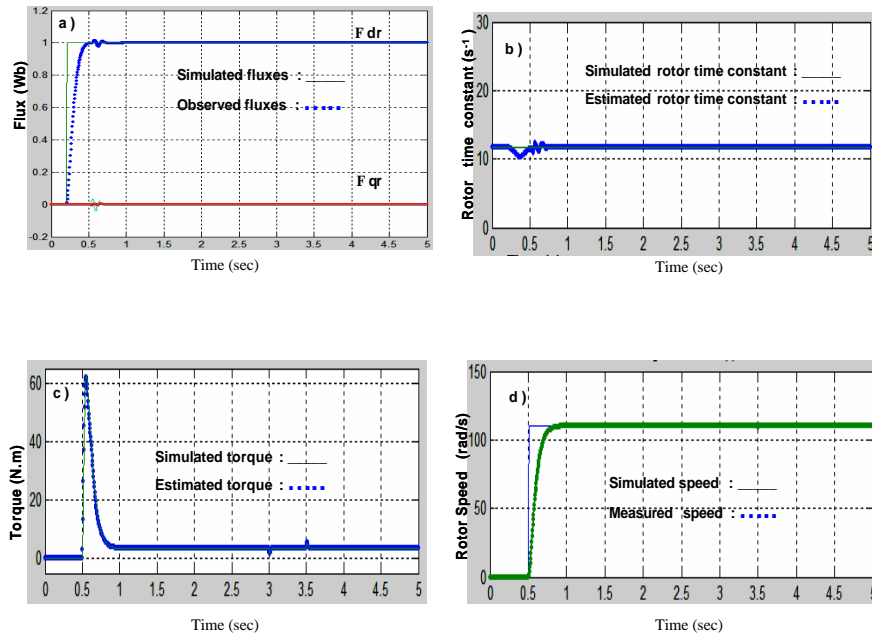 a )
F dr
Simulated fluxes :
Observed fluxes :
F qr
Flux (Wb)
1.2
1
0.8
0.6
0.4
0.2
0
-0.2
0 0.5 1 1.5 2 2.5 3 3.5 4 4.5 5
Time (sec)
b )
Simulated rotor time constant :
Estimated rotor time constant :
Rotor time constant (s-1)
30
20
10
0
0 0.5 1 1.5 2 2.5 3 3.5 4 4.5 5
Time (sec)
c )
Simulated torque :
Estimated torque :
Torque (N.m)
60
40
20
0
0 0.5 1 1.5 2 2.5 3 3.5 4 4.5 5
Time (sec)
d )
Simulated speed :
Measured speed :
Rotor Speed (rad/s)
150
100
50
0
0 0.5 1 1.5 2 2.5 3 3.5 4 4.5 5
Time (sec)